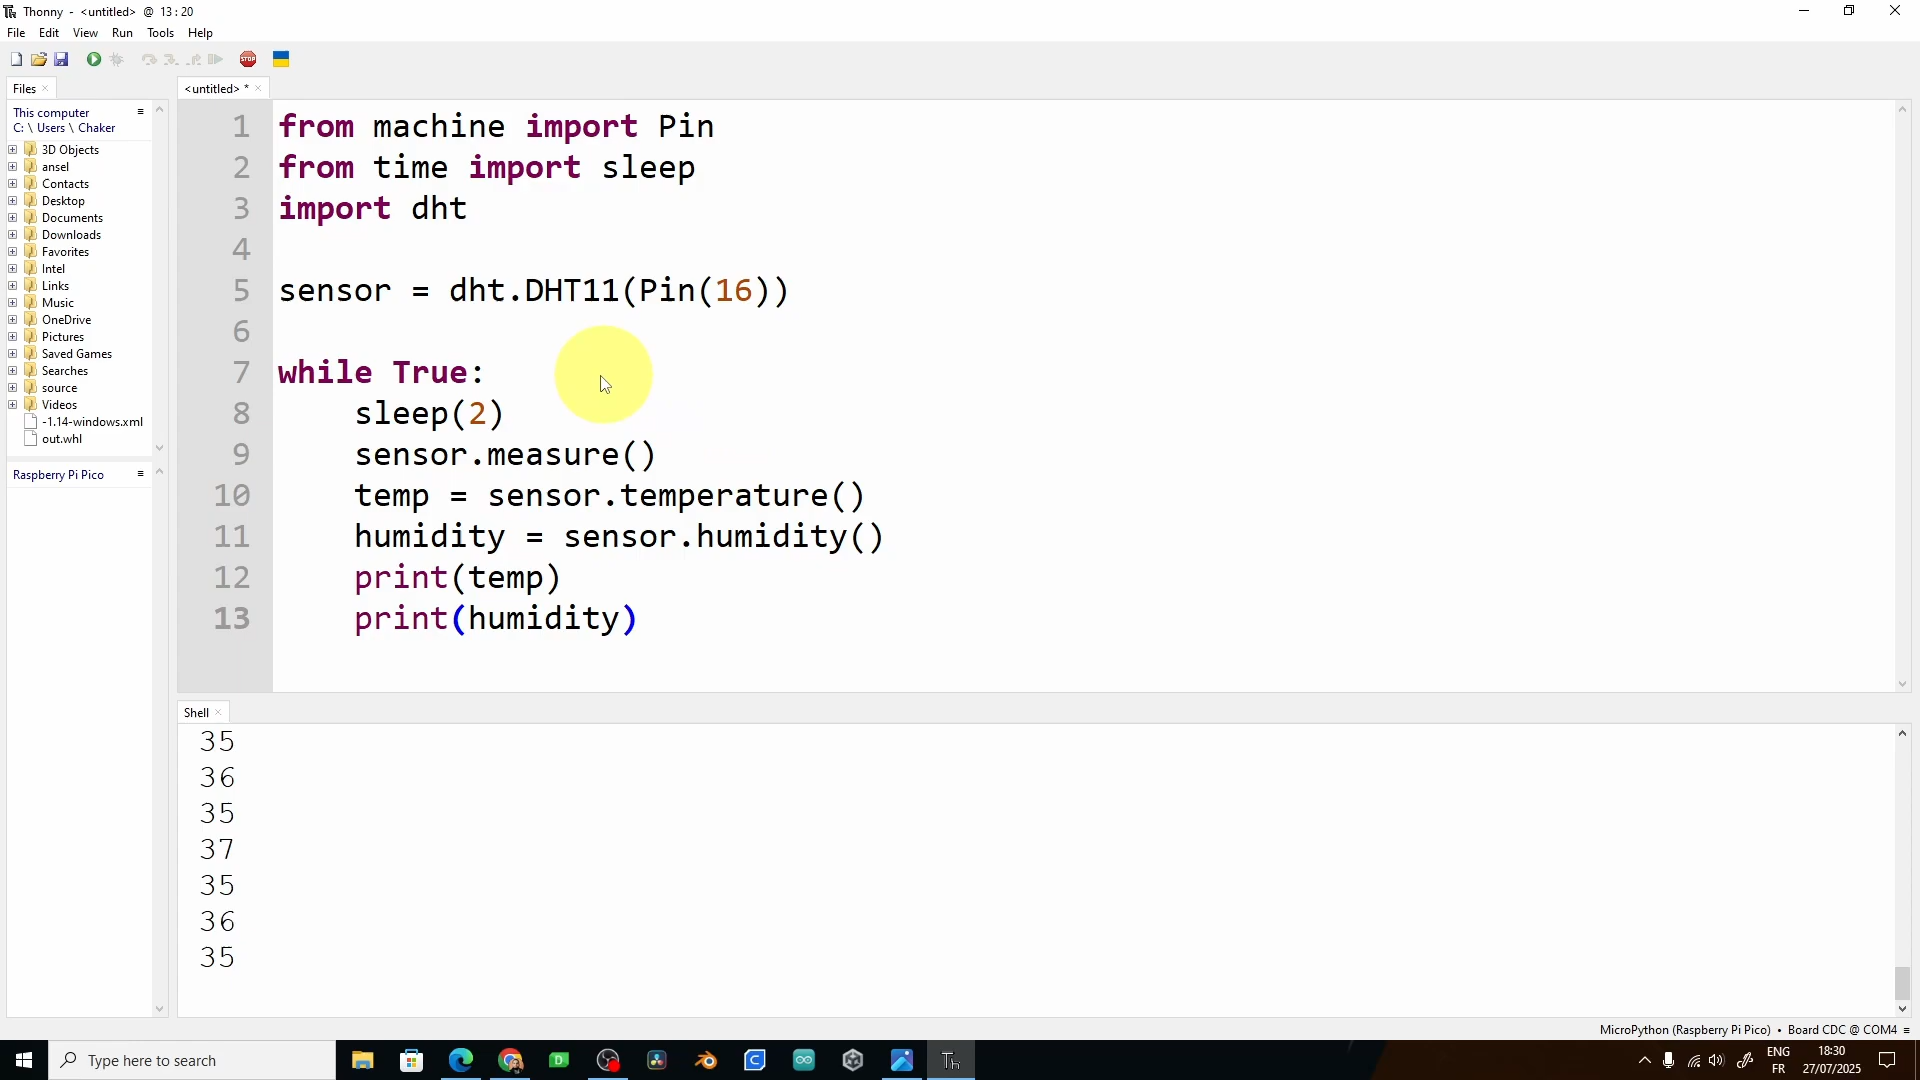 Thonny - <untitled> @ 13:20
File Edit View Run Tools Help
STOP
Files
This computer
C: \ Users \ Chaker
3D Objects
ansel
Contacts
Desktop
Documents
Downloads
Favorites
Intel
Links
Music
OneDrive
Pictures
Saved Games
Searches
source
Videos
-1.14-windows.xml
out.whl
Raspberry Pi Pico
<untitled> *
1 from machine import Pin
2 from time import sleep
3 import dht
4
5 sensor = dht.DHT11(Pin(16))
6
7 while True:
8 sleep(2)
9 sensor.measure()
10 temp = sensor.temperature()
11 humidity = sensor.humidity()
12 print(temp)
13 print(humidity)
Shell
35
36
35
37
35
36
35
MicroPython (Raspberry Pi Pico) • Board CDC @ COM4
Type here to search
ENG
FR
18:30
27/07/2025